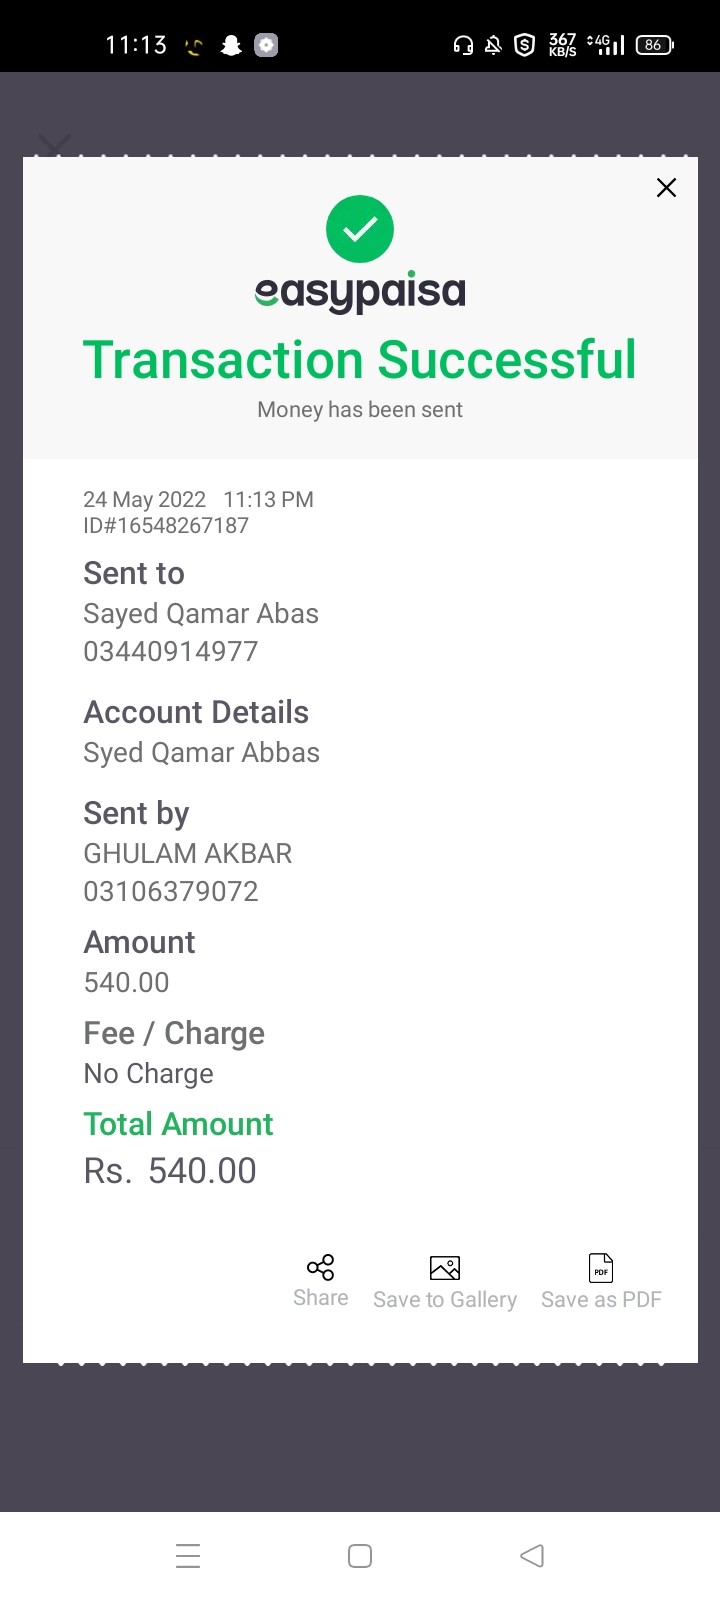 11:13
367
KB/S
4G
86
easypaisa
Transaction Successful
Money has been sent
24 May 2022 11:13 PM
ID#16548267187
Sent to
Sayed Qamar Abas
03440914977
Account Details
Syed Qamar Abbas
Sent by
GHULAM AKBAR
03106379072
Amount
540.00
Fee / Charge
No Charge
Total Amount
Rs. 540.00
PDF
Share
Save to Gallery
Save as PDF